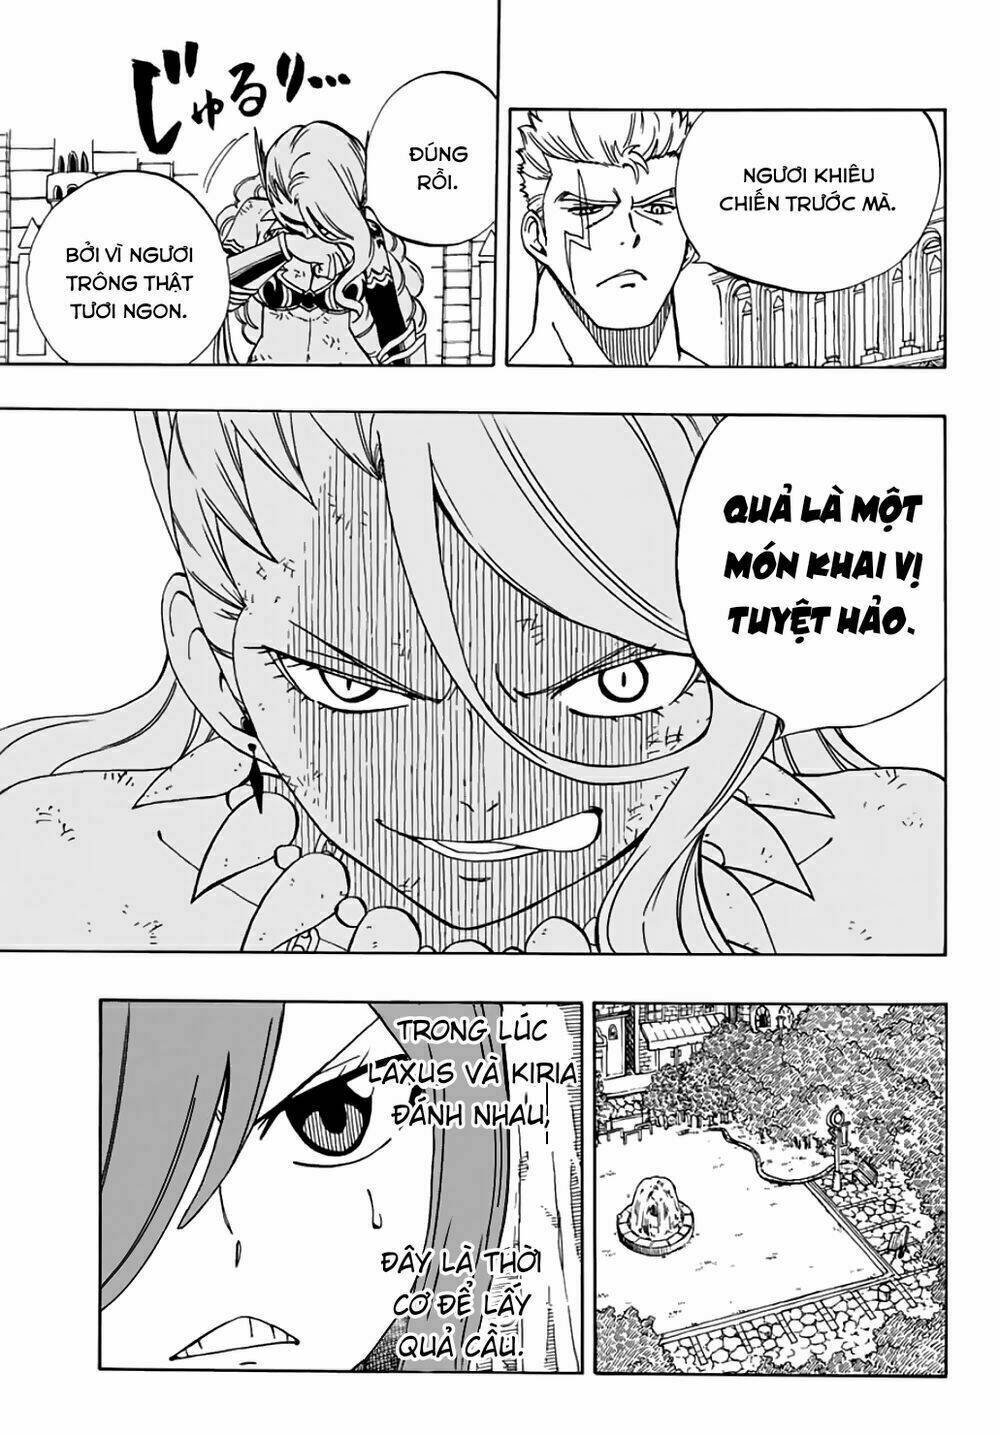 NGƯƠI KHIÊU
CHIẾN TRƯỚC MÀ.
じゅるり...
ĐÚNG
RỒI.
BỞI VÌ NGƯƠI
TRÔNG THẬT
TƯƠI NGON.
QUẢ LÀ MỘT
MÓN KHAI VỊ
TUYỆT HẢO.
TRONG LÚC
LAXUS VÀ KIRIA
ĐÁNH NHAU,
ĐÂY LÀ THỜI
CƠ ĐỂ LẤY
QUẢ CẦU.